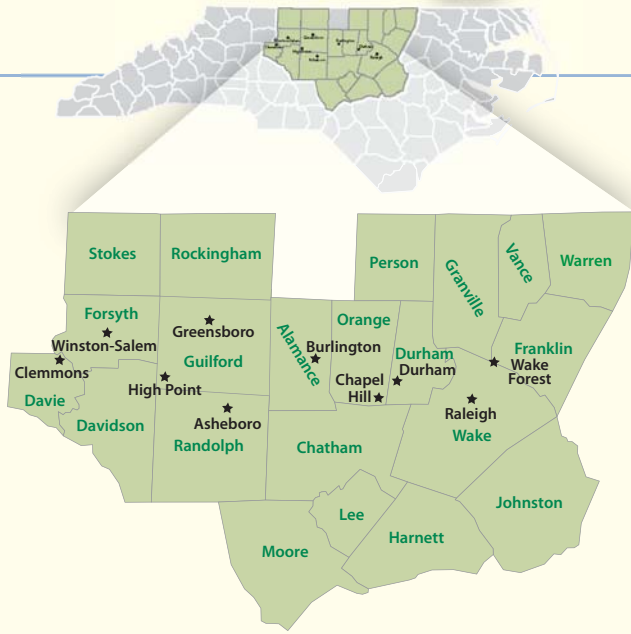 Stokes
Rockingham
Person
Granville
Vance
Warren
Forsyth
Winston-Salem
Greensboro
Guilford
Alamance
Burlington
Orange
Durham
Durham
Franklin
Wake
Forest
Clemmons
Davie
High Point
Chapel
Hill
Davidson
Asheboro
Randolph
Raleigh
Wake
Chatham
Johnston
Lee
Harnett
Moore